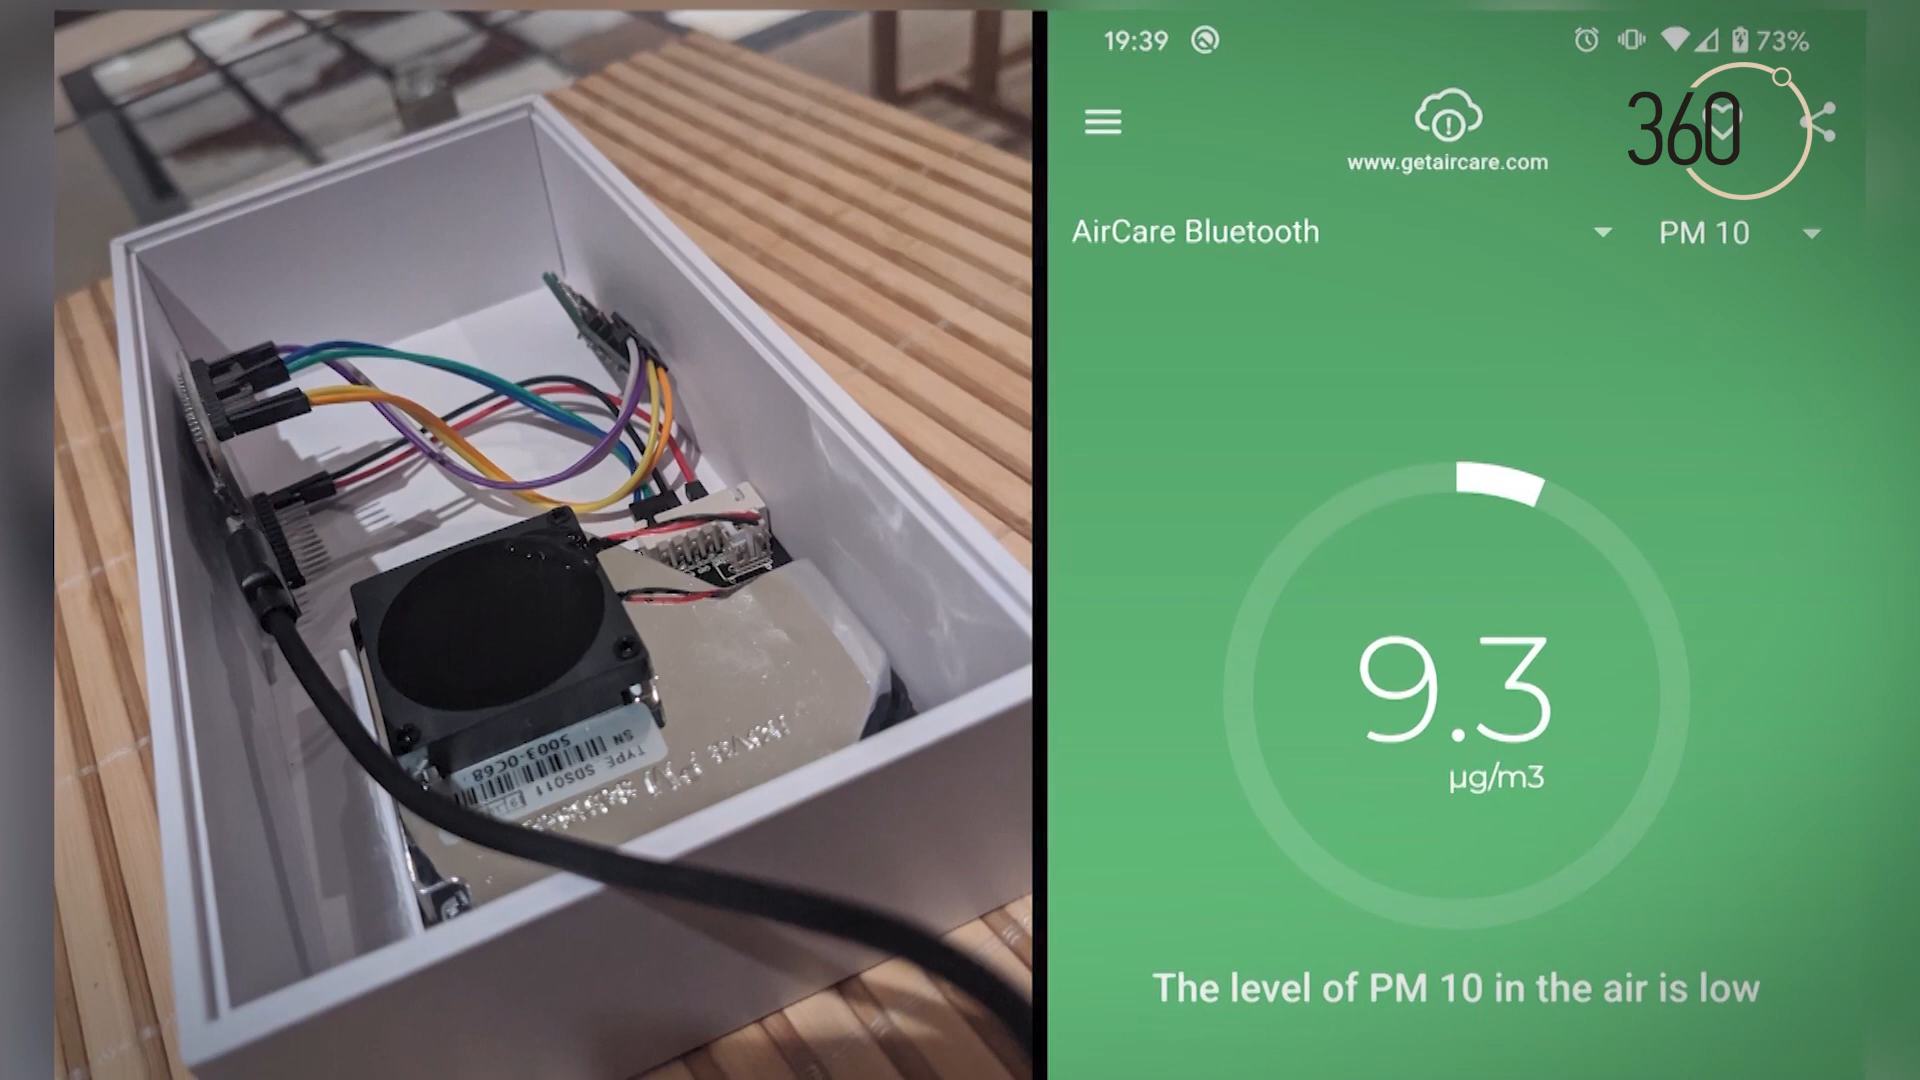 19:39
73%
www.getaircare.com
360
AirCare Bluetooth
PM 10
9.3
µg/m3
The level of PM 10 in the air is low
TYPE SDS011
SN
5003-0C68